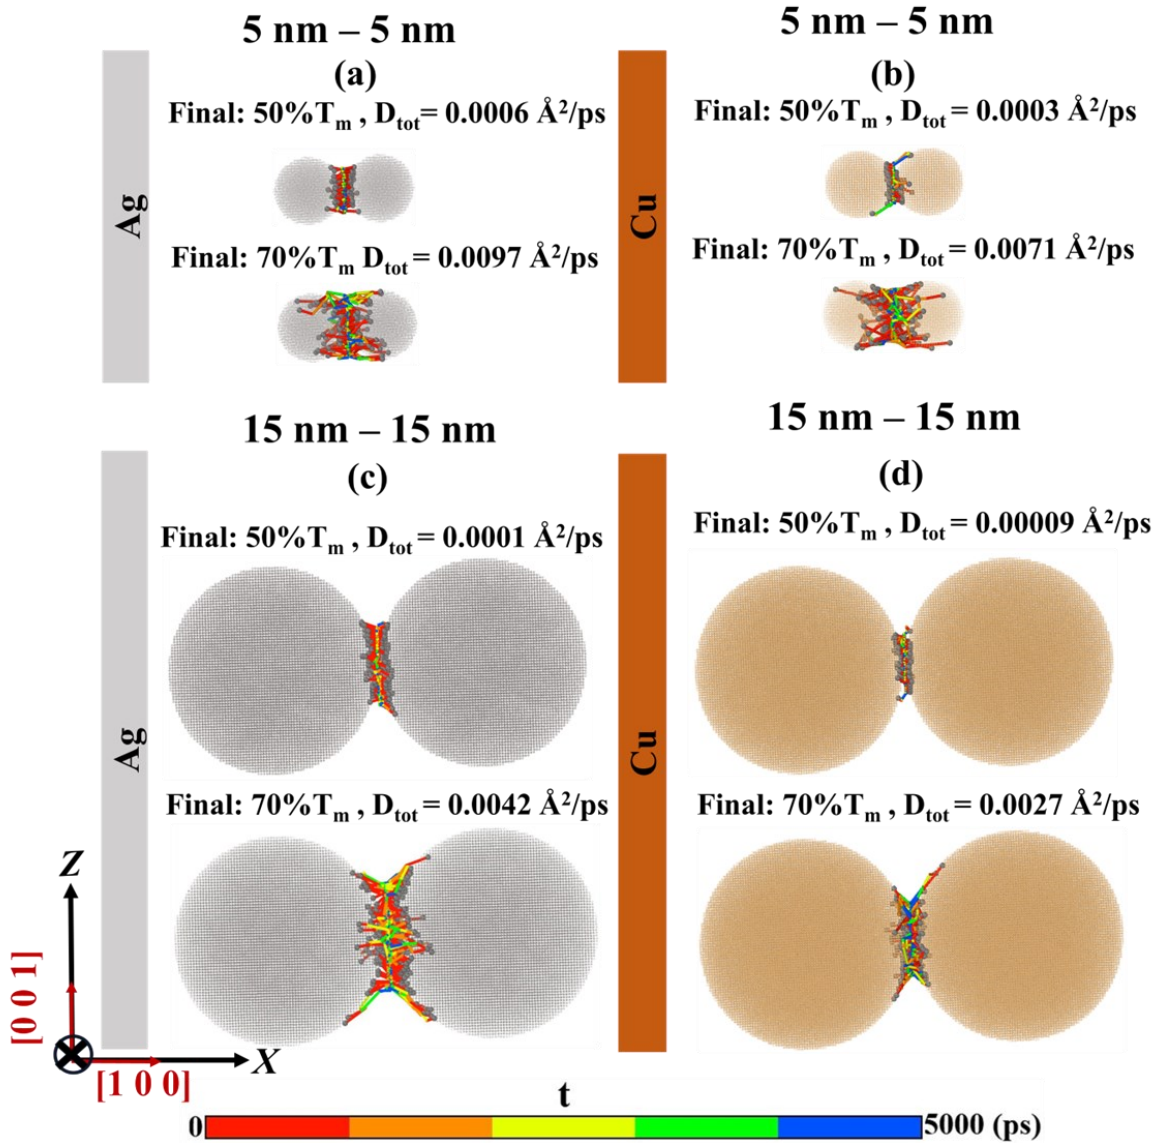 5 nm – 5 nm
(a)
Final: 50%Tm , Dtot= 0.0006 Å²/ps
Ag
Final: 70%Tm Dtot = 0.0097 Å²/ps
5 nm – 5 nm
(b)
Final: 50%Tm , Dtot = 0.0003 Å²/ps
Cu
Final: 70%Tm , Dtot = 0.0071 Å²/ps
15 nm – 15 nm
(c)
Final: 50%Tm , Dtot = 0.0001 Å²/ps
Ag
Final: 70%Tm , Dtot = 0.0042 Å²/ps
15 nm – 15 nm
(d)
Final: 50%Tm , Dtot = 0.00009 Å²/ps
Cu
Final: 70%Tm , Dtot = 0.0027 Å²/ps
Z
[0 0 1]
X
[1 0 0]
t
0 5000 (ps)